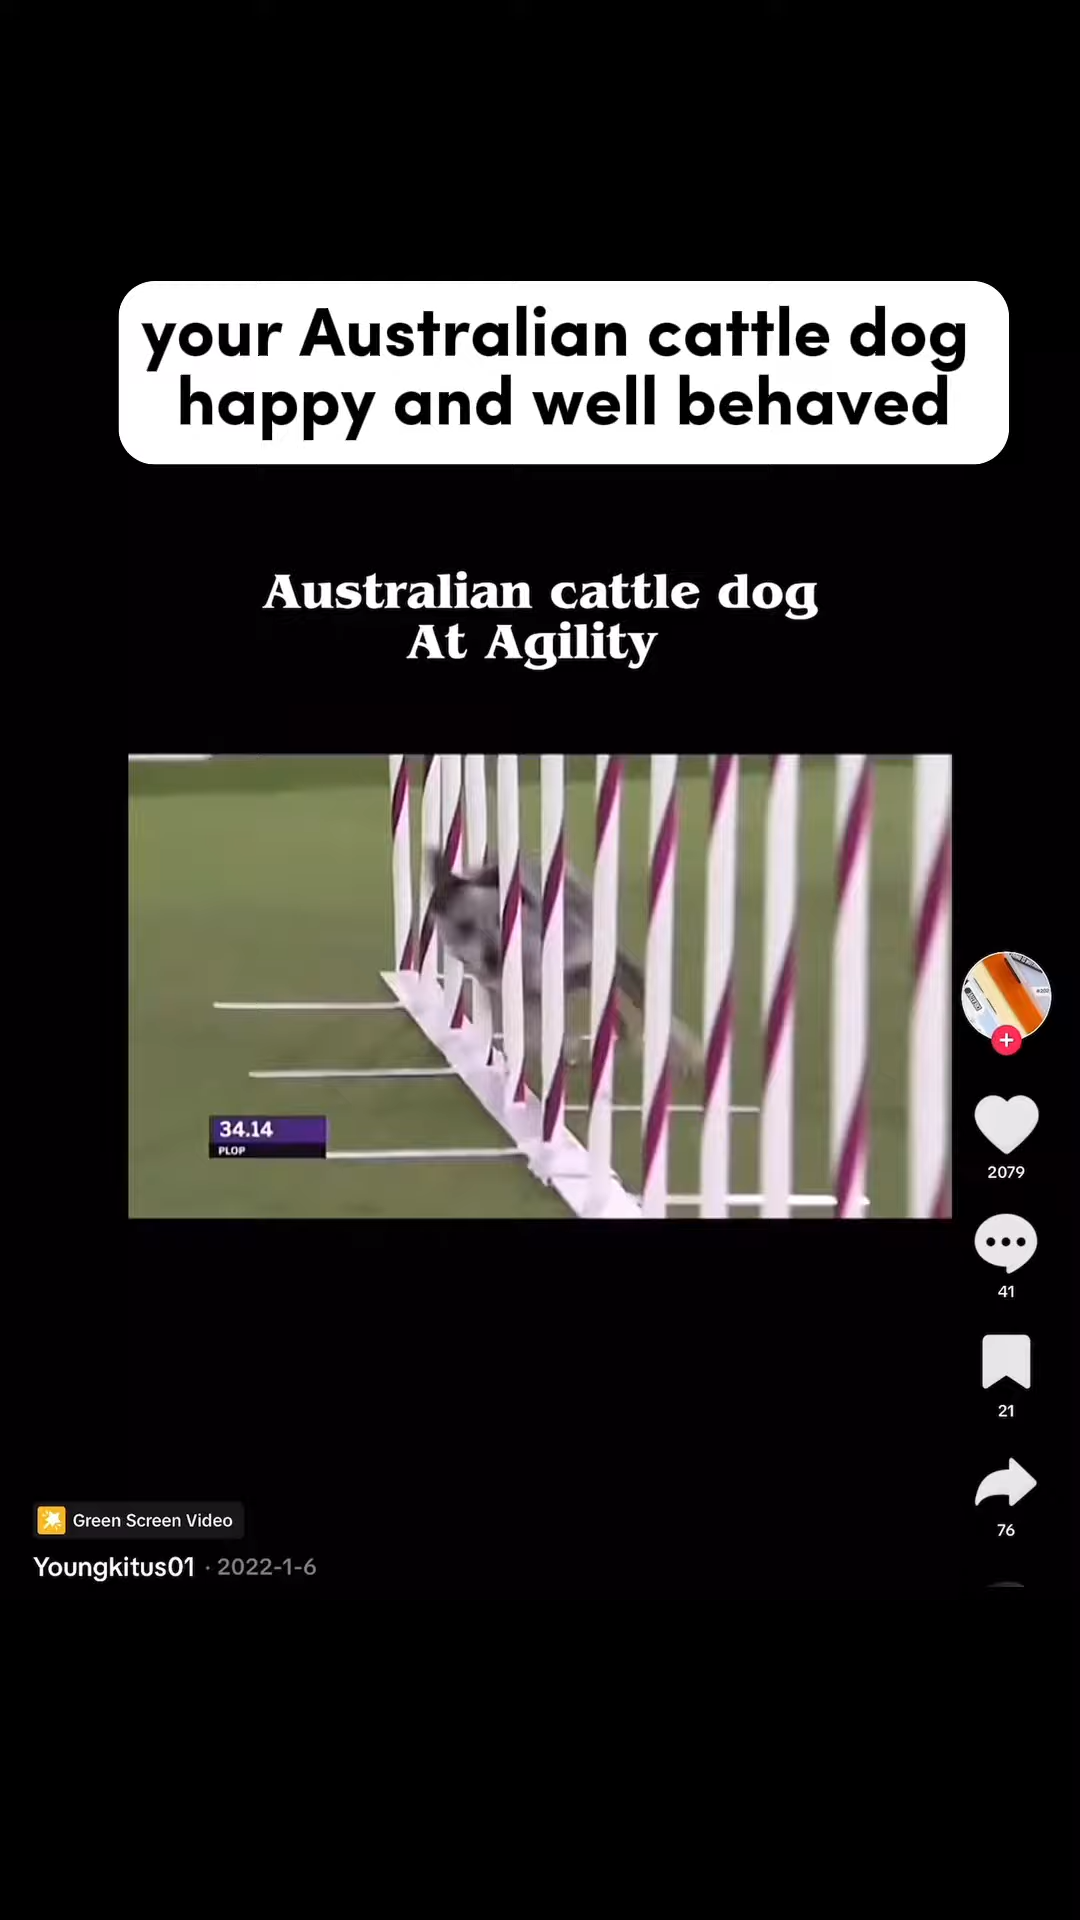 your Australian cattle dog
happy and well behaved
Australian cattle dog
At Agility
34.14
PLOP
2079
41
21
76
Green Screen Video
Youngkitus01 · 2022-1-6